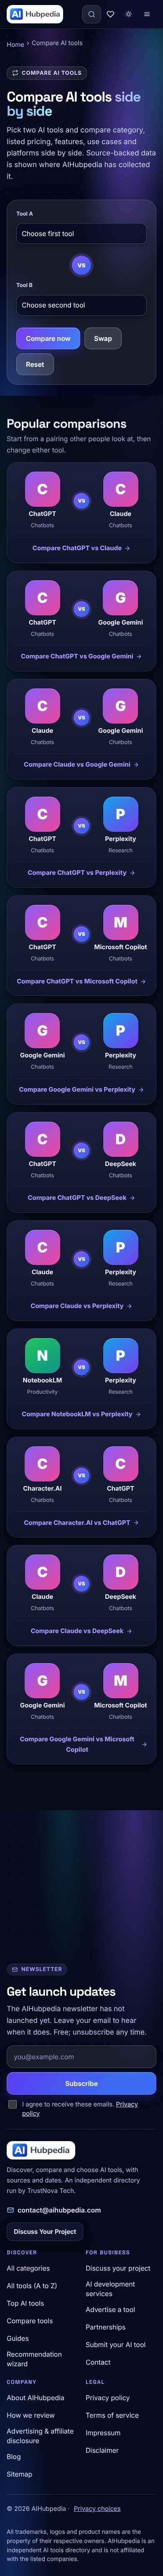 AI Hubpedia
Home › Compare AI tools
COMPARE AI TOOLS
Compare AI tools side
by side
Pick two AI tools and compare category,
listed pricing, features, use cases and
platforms side by side. Source-backed data
is shown where AIHubpedia has collected
it.
Tool A
Choose first tool
VS
Tool B
Choose second tool
Compare now
Swap
Reset
Popular comparisons
Start from a pairing other people look at, then
change either tool.
C VS C
ChatGPT Claude
Chatbots Chatbots
Compare ChatGPT vs Claude →
C VS G
ChatGPT Google Gemini
Chatbots Chatbots
Compare ChatGPT vs Google Gemini →
C VS G
Claude Google Gemini
Chatbots Chatbots
Compare Claude vs Google Gemini →
C VS P
ChatGPT Perplexity
Chatbots Research
Compare ChatGPT vs Perplexity →
C VS M
ChatGPT Microsoft Copilot
Chatbots Chatbots
Compare ChatGPT vs Microsoft Copilot →
G VS P
Google Gemini Perplexity
Chatbots Research
Compare Google Gemini vs Perplexity →
C VS D
ChatGPT DeepSeek
Chatbots Chatbots
Compare ChatGPT vs DeepSeek →
C VS P
Claude Perplexity
Chatbots Research
Compare Claude vs Perplexity →
N VS P
NotebookLM Perplexity
Productivity Research
Compare NotebookLM vs Perplexity →
C VS C
Character.AI ChatGPT
Chatbots Chatbots
Compare Character.AI vs ChatGPT →
C VS D
Claude DeepSeek
Chatbots Chatbots
Compare Claude vs DeepSeek →
G VS M
Google Gemini Microsoft Copilot
Chatbots Chatbots
Compare Google Gemini vs Microsoft
Copilot →
NEWSLETTER
Get launch updates
The AIHubpedia newsletter has not
launched yet. Leave your email to hear
when it does. Free; unsubscribe any time.
you@example.com
Subscribe
I agree to receive these emails. Privacy
policy
AI Hubpedia
Discover, compare and choose AI tools, with
sources and dates. An independent directory
run by TrustNova Tech.
contact@aihubpedia.com
Discuss Your Project
DISCOVER
All categories
All tools (A to Z)
Top AI tools
Compare tools
Guides
Recommendation
wizard
FOR BUSINESS
Discuss your project
AI development
services
Advertise a tool
Partnerships
Submit your AI tool
Contact
COMPANY
About AIHubpedia
How we review
Advertising & affiliate
disclosure
Blog
Sitemap
LEGAL
Privacy policy
Terms of service
Impressum
Disclaimer
© 2026 AIHubpedia · Privacy choices
All trademarks, logos and product names are the
property of their respective owners. AIHubpedia is an
independent AI tools directory and is not affiliated
with the listed companies.